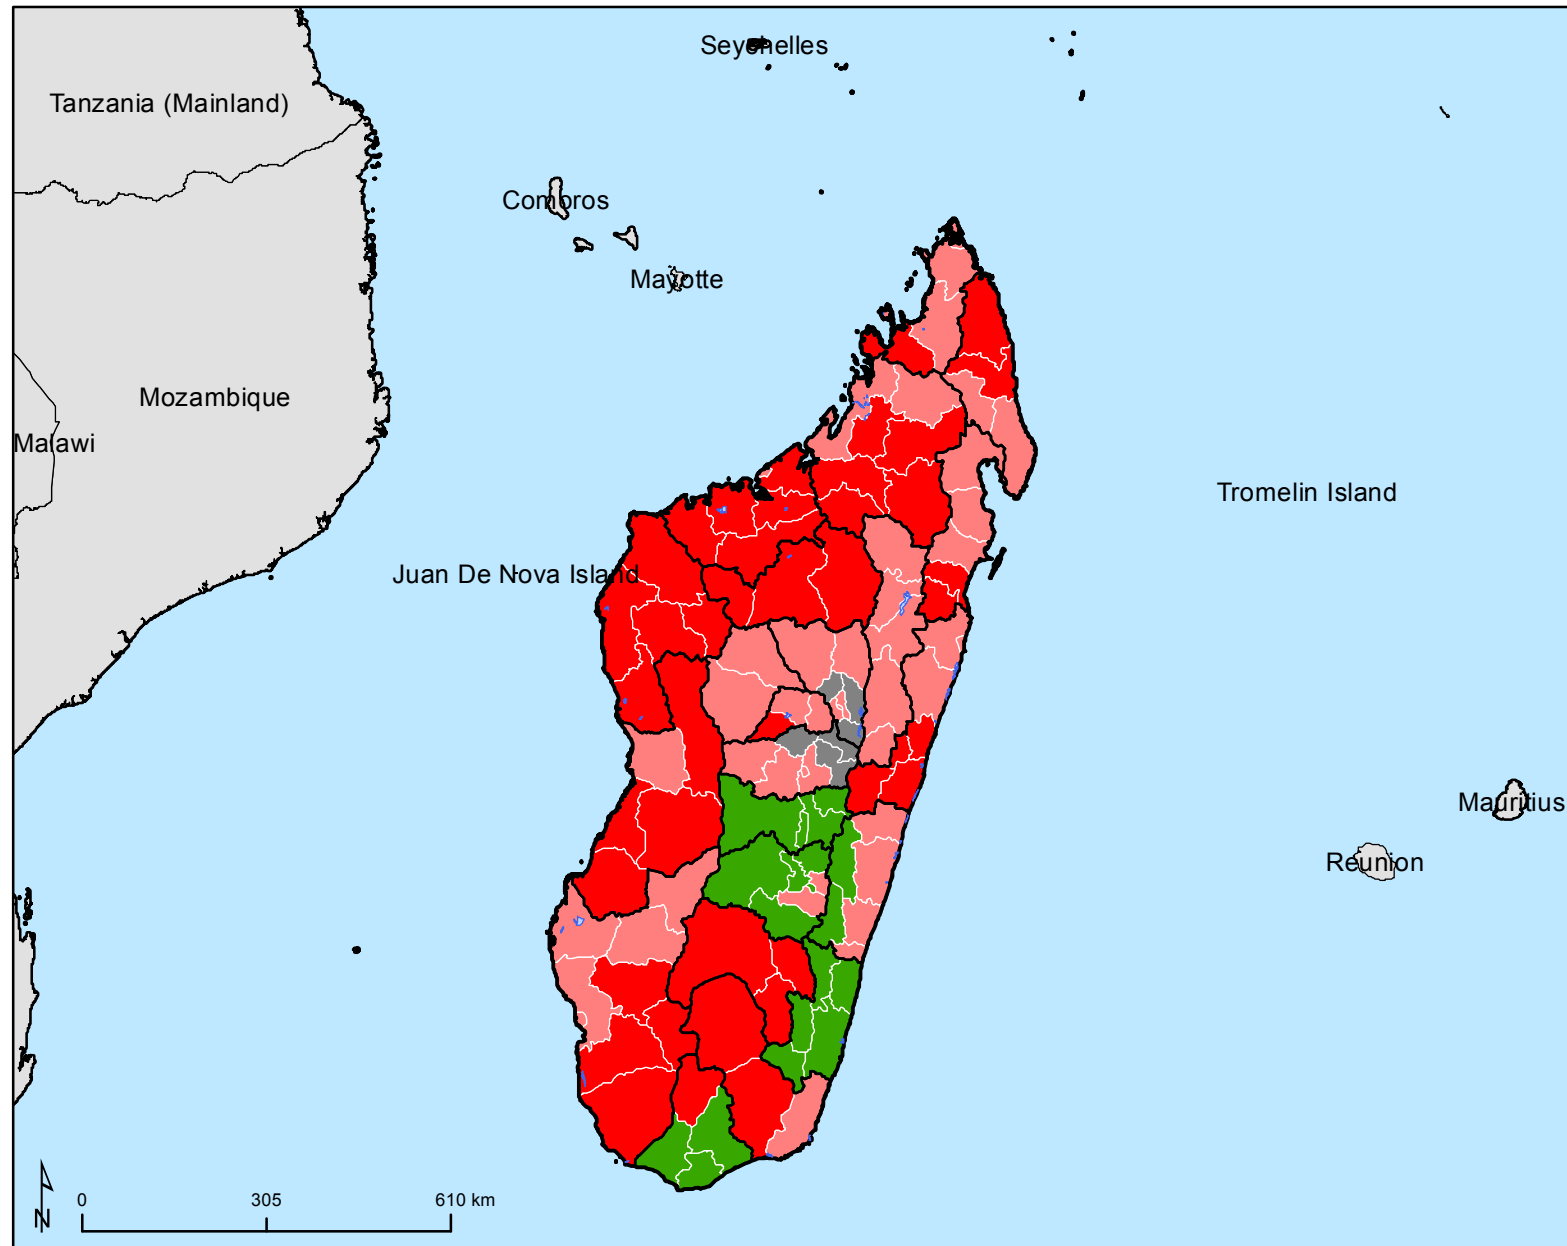 Seychelles
Tanzania (Mainland)
Comoros
Mayotte
Mozambique
Malawi
Tromelin Island
Juan De Nova Island
Mauritius
Reunion
N
0 305 610 km